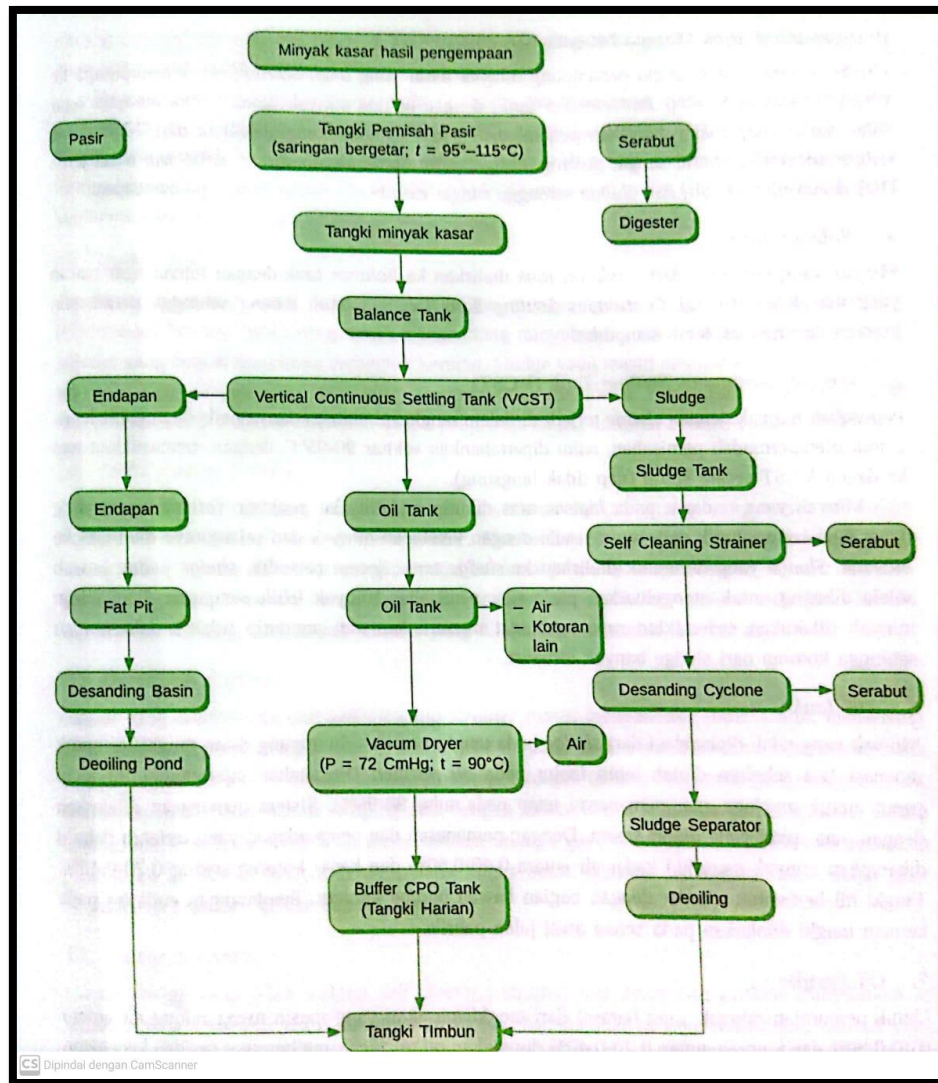 Minyak kasar hasil pengempaan
Pasir
Tangki Pemisah Pasir
(saringan bergetar; t = 95°–115°C)
Serabut
Digester
Tangki minyak kasar
Balance Tank
Endapan
Vertical Continuous Settling Tank (VCST)
Sludge
Sludge Tank
Endapan
Oil Tank
Self Cleaning Strainer
Serabut
Fat Pit
Oil Tank
– Air
– Kotoran
lain
Desanding Basin
Desanding Cyclone
Serabut
Deoiling Pond
Vacum Dryer
(P = 72 CmHg; t = 90°C)
Air
Sludge Separator
Buffer CPO Tank
(Tangki Harian)
Deoiling
Tangki TImbun
CS Dipindai dengan CamScanner